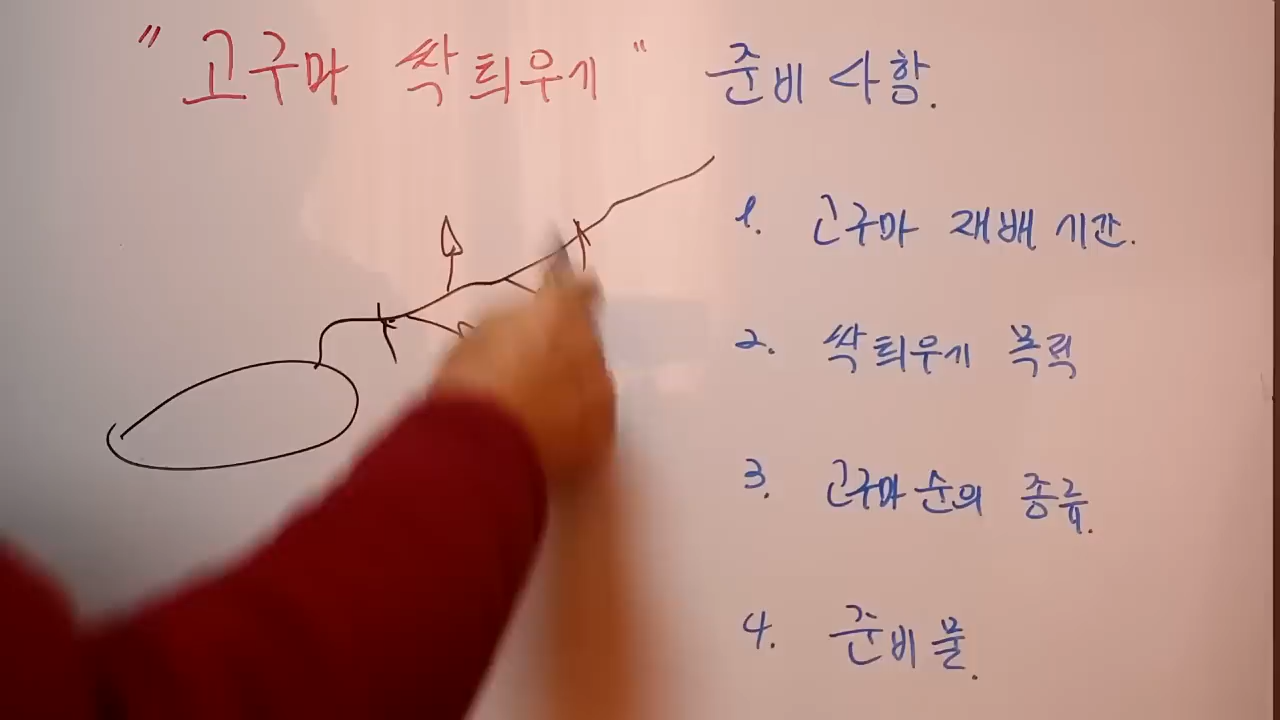 "고구마 싹틔우기" 준비사항.
1. 고구마 재배 시간.
2. 싹틔우기 목적
3. 고구마 순의 종류.
4. 준비물.